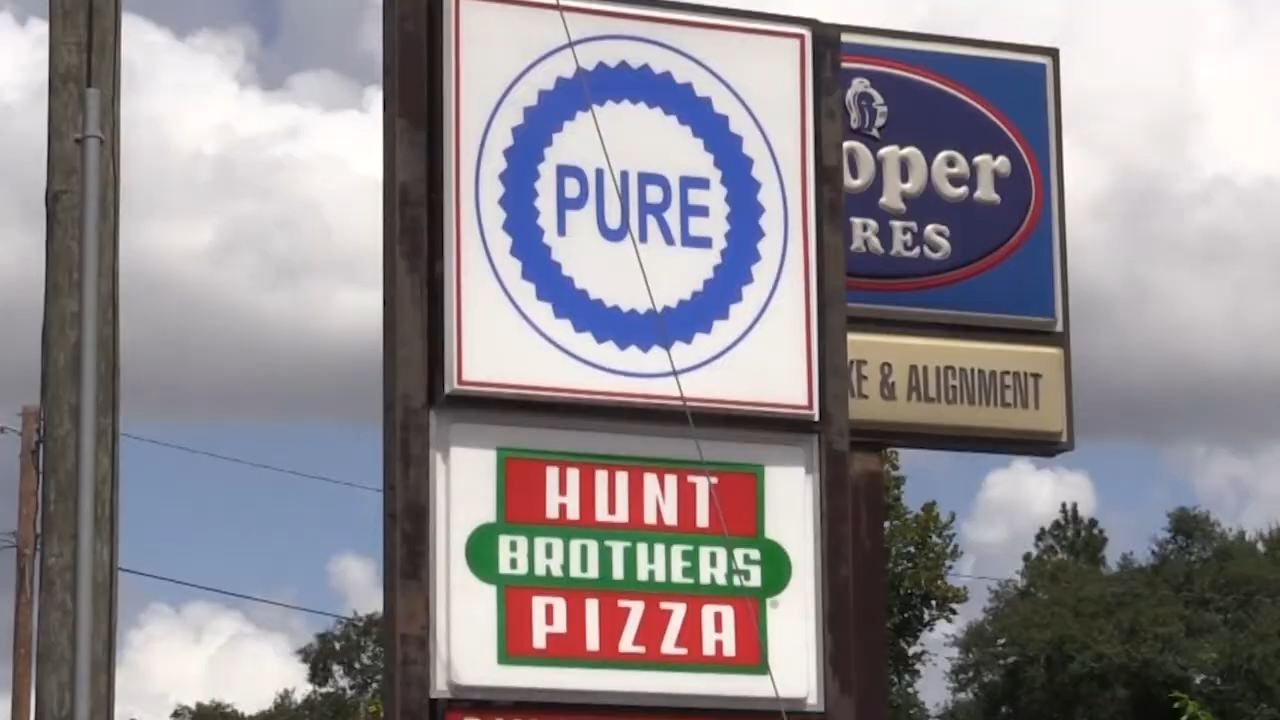 PURE
oper
RES
KE & ALIGNMENT
HUNT
BROTHERS
PIZZA